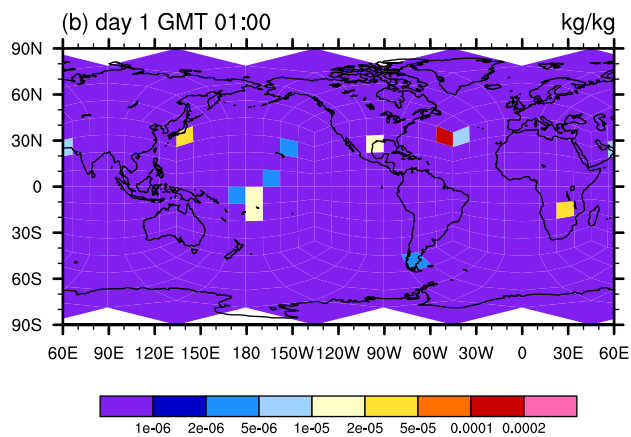 (b) day 1 GMT 01:00 kg/kg
90N
60N
30N
0
30S
60S
90S
60E 90E 120E 150E 180 150W 120W 90W 60W 30W 0 30E 60E
1e-06 2e-06 5e-06 1e-05 2e-05 5e-05 0.0001 0.0002